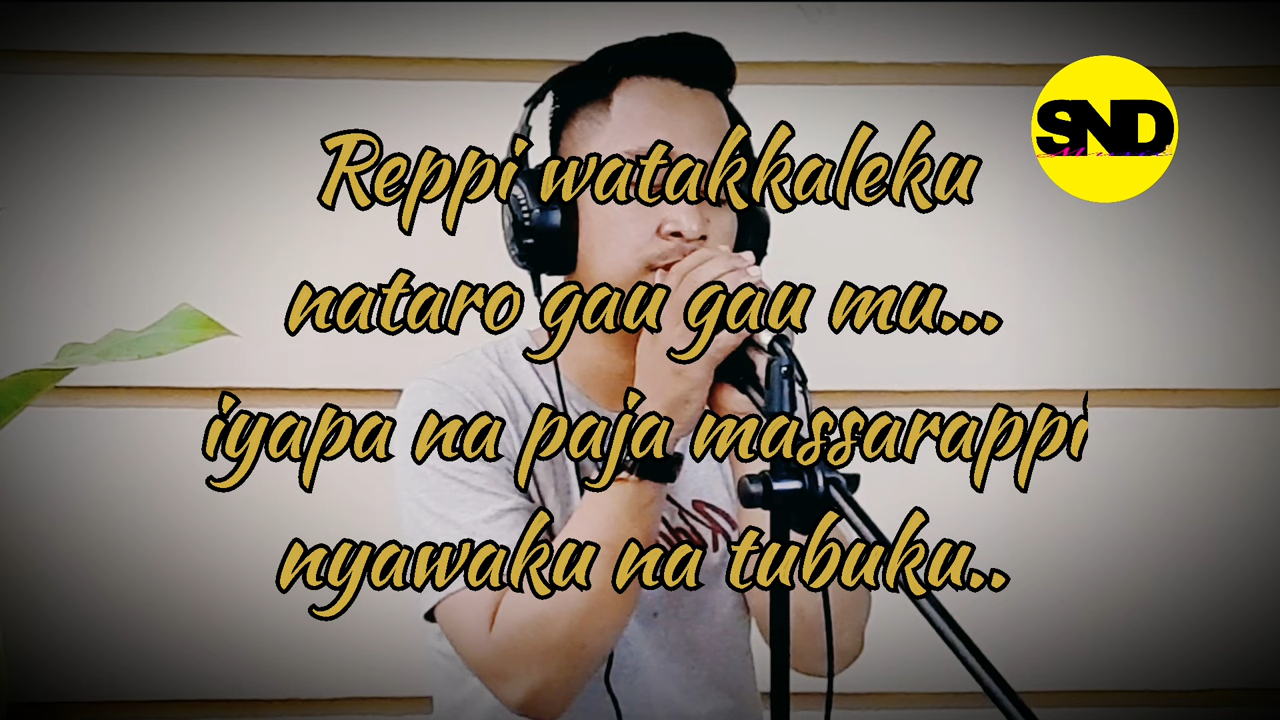 SND
Reppi watakkaleku
nataro gau gau mu...
iyapa na paja massarappi
nyawaku na tubuku..